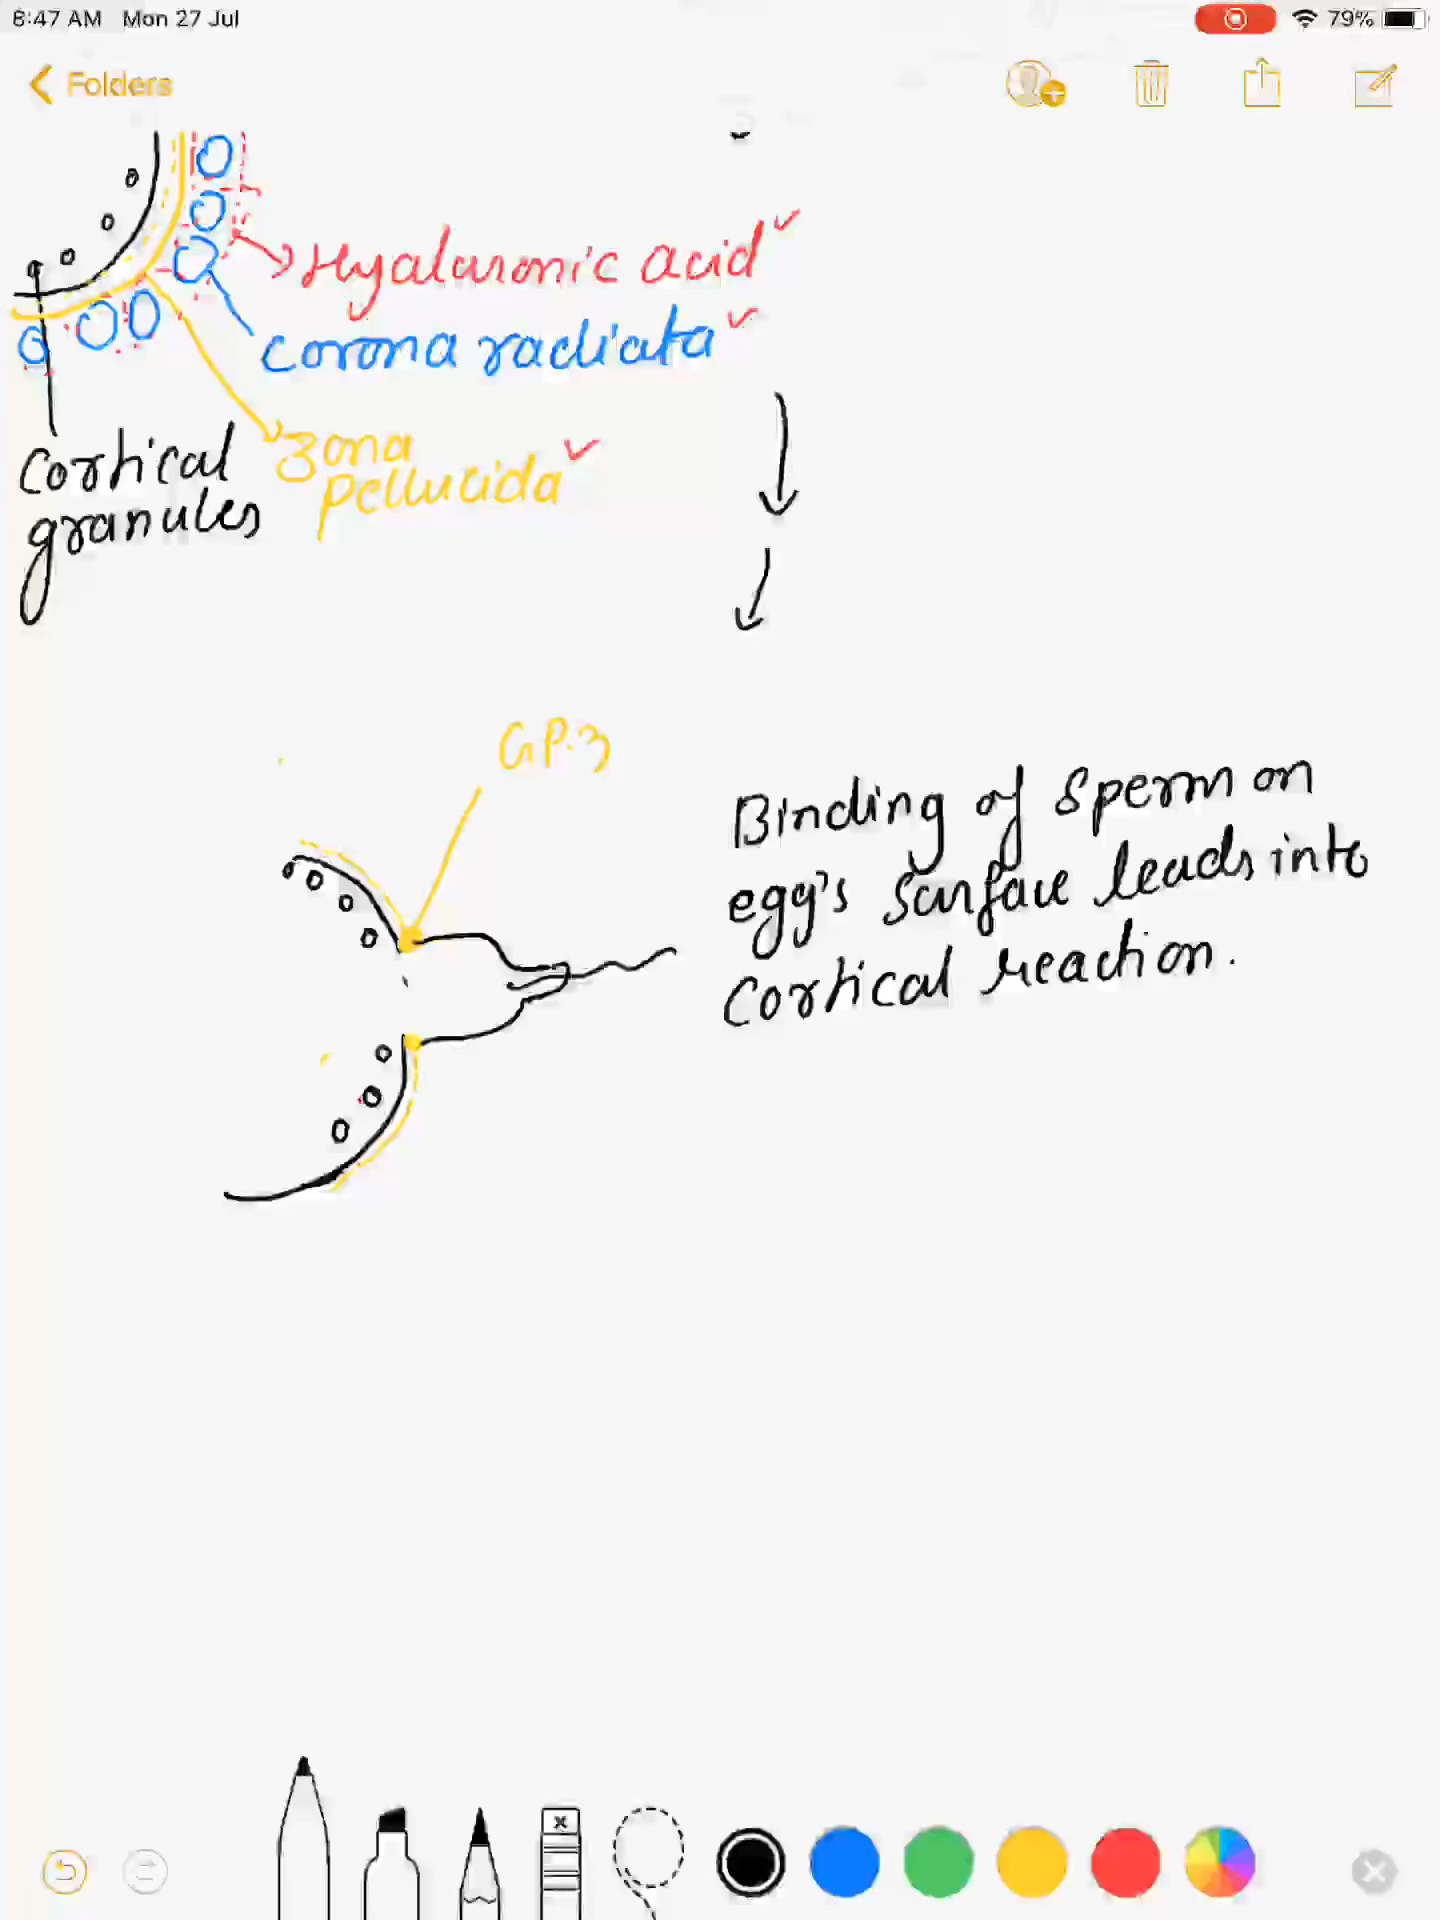 8:47 AM Mon 27 Jul
79%
Folders
Hyaluronic acid
corona radiata
Cortical
granules
zona
pellucida
GP.3
Binding of sperm on
egg's surface leads into
Cortical reaction.